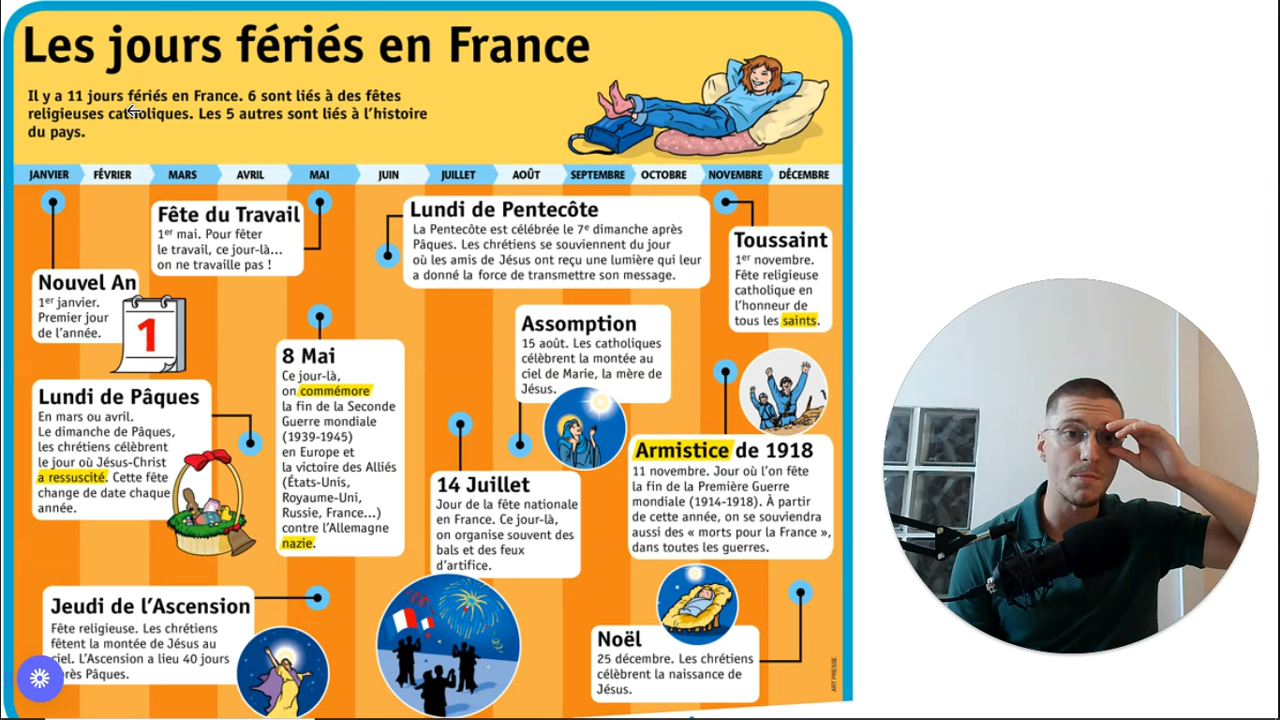 Les jours fériés en France
Il y a 11 jours fériés en France. 6 sont liés à des fêtes
religieuses catholiques. Les 5 autres sont liés à l'histoire
du pays.
JANVIER FÉVRIER MARS AVRIL MAI JUIN JUILLET AOÛT SEPTEMBRE OCTOBRE NOVEMBRE DÉCEMBRE
Nouvel An
1er janvier.
Premier jour
de l'année.
1
Fête du Travail
1er mai. Pour fêter
le travail, ce jour-là...
on ne travaille pas !
Lundi de Pentecôte
La Pentecôte est célébrée le 7e dimanche après
Pâques. Les chrétiens se souviennent du jour
où les amis de Jésus ont reçu une lumière qui leur
a donné la force de transmettre son message.
Toussaint
1er novembre.
Fête religieuse
catholique en
l'honneur de
tous les saints.
Lundi de Pâques
En mars ou avril.
Le dimanche de Pâques,
les chrétiens célèbrent
le jour où Jésus-Christ
a ressuscité. Cette fête
change de date chaque
année.
8 Mai
Ce jour-là,
on commémore
la fin de la Seconde
Guerre mondiale
(1939-1945)
en Europe et
la victoire des Alliés
(États-Unis,
Royaume-Uni,
Russie, France...)
contre l'Allemagne
nazie.
Assomption
15 août. Les catholiques
célèbrent la montée au
ciel de Marie, la mère de
Jésus.
14 Juillet
Jour de la fête nationale
en France. Ce jour-là,
on organise souvent des
bals et des feux
d'artifice.
Armistice de 1918
11 novembre. Jour où l'on fête
la fin de la Première Guerre
mondiale (1914-1918). À partir
de cette année, on se souviendra
aussi des « morts pour la France »,
dans toutes les guerres.
Jeudi de l'Ascension
Fête religieuse. Les chrétiens
fêtent la montée de Jésus au
ciel. L'Ascension a lieu 40 jours
après Pâques.
Noël
25 décembre. Les chrétiens
célèbrent la naissance de
Jésus.
ART PRESSE